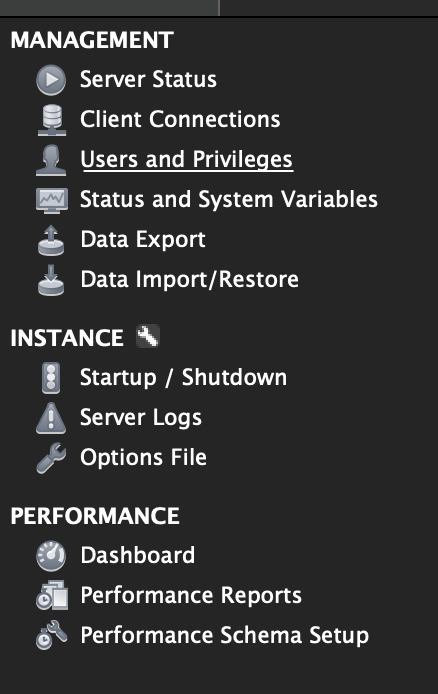 MANAGEMENT
Server Status
Client Connections
Users and Privileges
Status and System Variables
Data Export
Data Import/Restore
INSTANCE
Startup / Shutdown
Server Logs
Options File
PERFORMANCE
Dashboard
Performance Reports
Performance Schema Setup